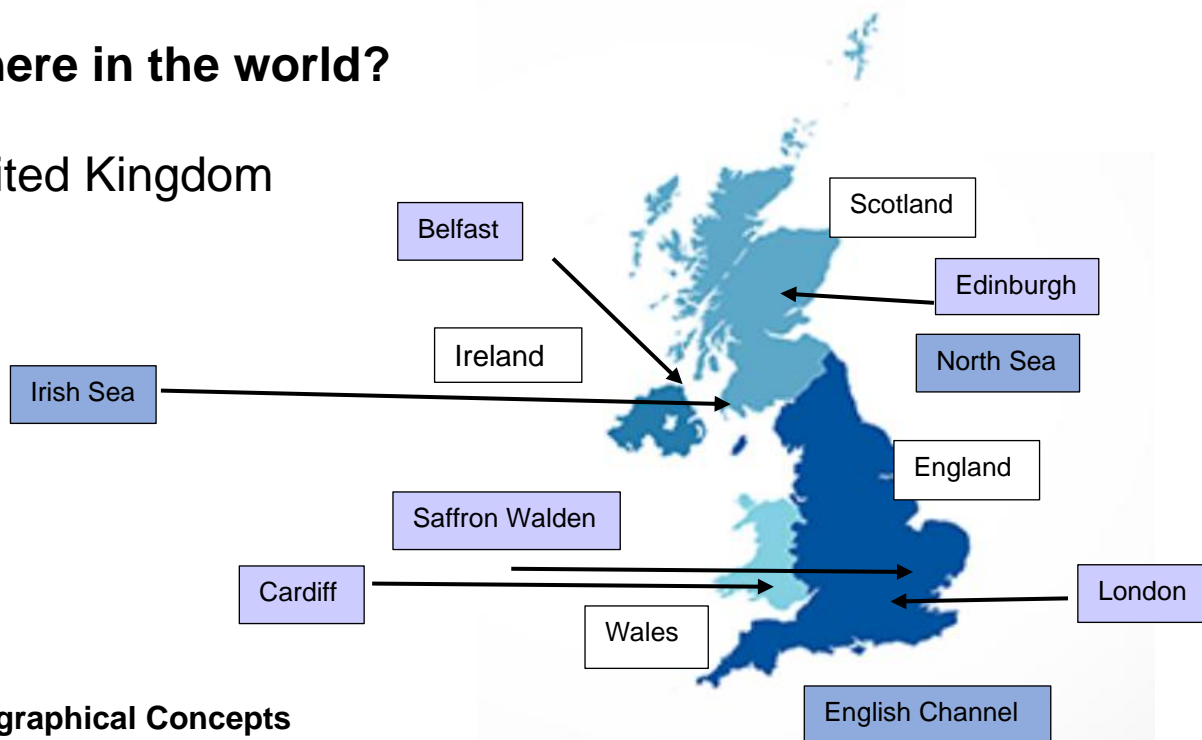 here in the world?
ited Kingdom
Scotland
Belfast
Edinburgh
Ireland
North Sea
Irish Sea
England
Saffron Walden
Cardiff
London
Wales
English Channel
graphical Concepts